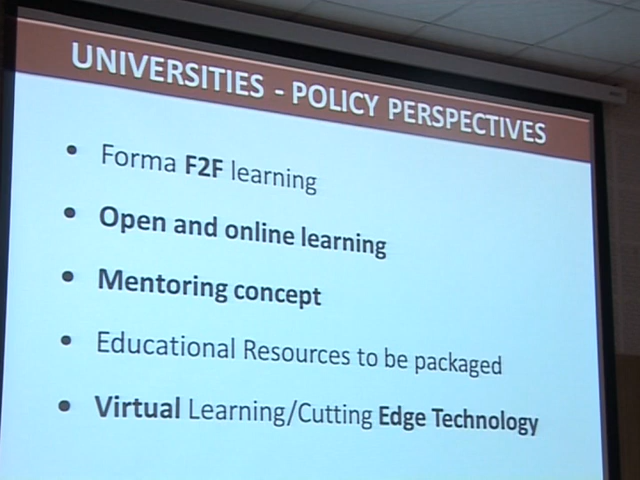 UNIVERSITIES - POLICY PERSPECTIVES
• Forma F2F learning
• Open and online learning
• Mentoring concept
• Educational Resources to be packaged
• Virtual Learning/Cutting Edge Technology